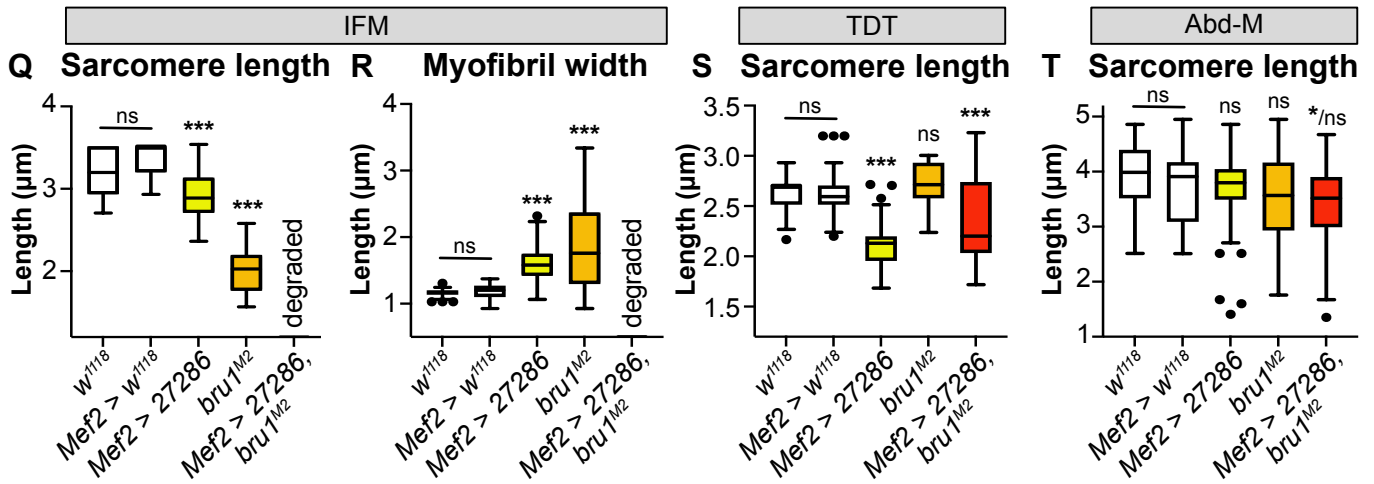 IFM
TDT
Abd-M
Q Sarcomere length
R Myofibril width
S Sarcomere length
T Sarcomere length
Length (µm)
4
3
2
ns
***
***
degraded
w1118
Mef2 > w1118
Mef2 > 27286
bru1M2
Mef2 > 27286,
bru1M2
Length (µm)
4
3
2
1
ns
***
***
degraded
w1118
Mef2 > w1118
Mef2 > 27286
bru1M2
Mef2 > 27286,
bru1M2
Length (µm)
3.5
3.0
2.5
2.0
1.5
ns
***
ns
***
w1118
Mef2 > w1118
Mef2 > 27286
bru1M2
Mef2 > 27286,
bru1M2
Length (µm)
5
4
3
2
1
ns
ns
ns
*/ns
w1118
Mef2 > w1118
Mef2 > 27286
bru1M2
Mef2 > 27286,
bru1M2